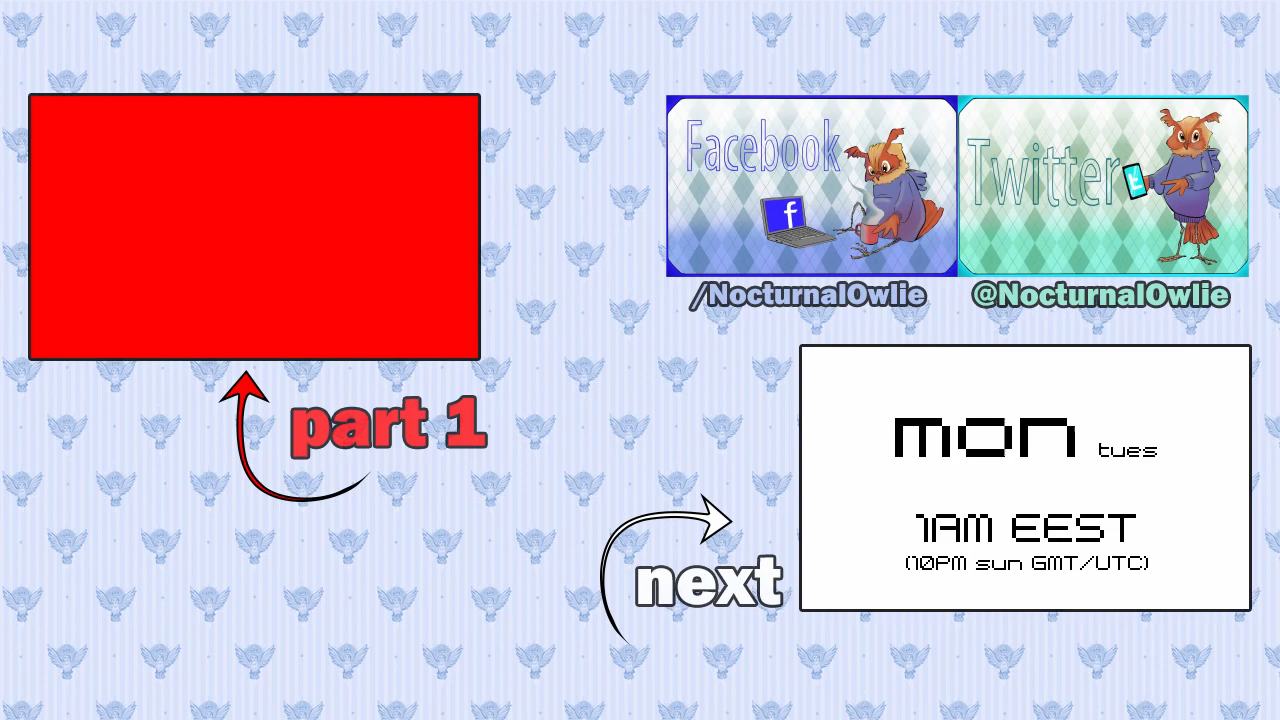 Facebook
f
Twitter
t
/NocturnalOwlie
@NocturnalOwlie
part 1
mon tues
1AM EEST
(10PM sun GMT/UTC)
next